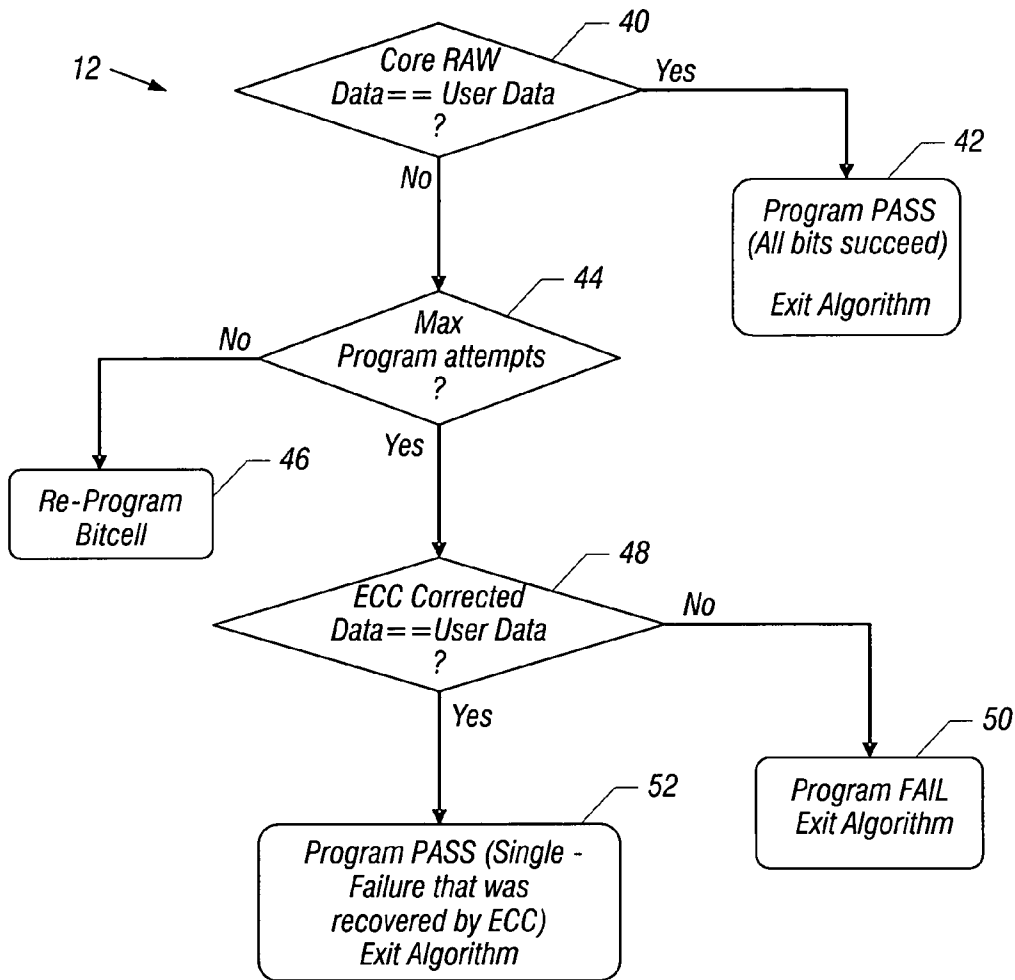 12
40
Core RAW
Data== User Data
?
Yes
No
42
Program PASS
(All bits succeed)
Exit Algorithm
44
Max
Program attempts
?
No
Yes
46
Re-Program
Bitcell
48
ECC Corrected
Data==User Data
?
No
Yes
50
Program FAIL
Exit Algorithm
52
Program PASS (Single -
Failure that was
recovered by ECC)
Exit Algorithm